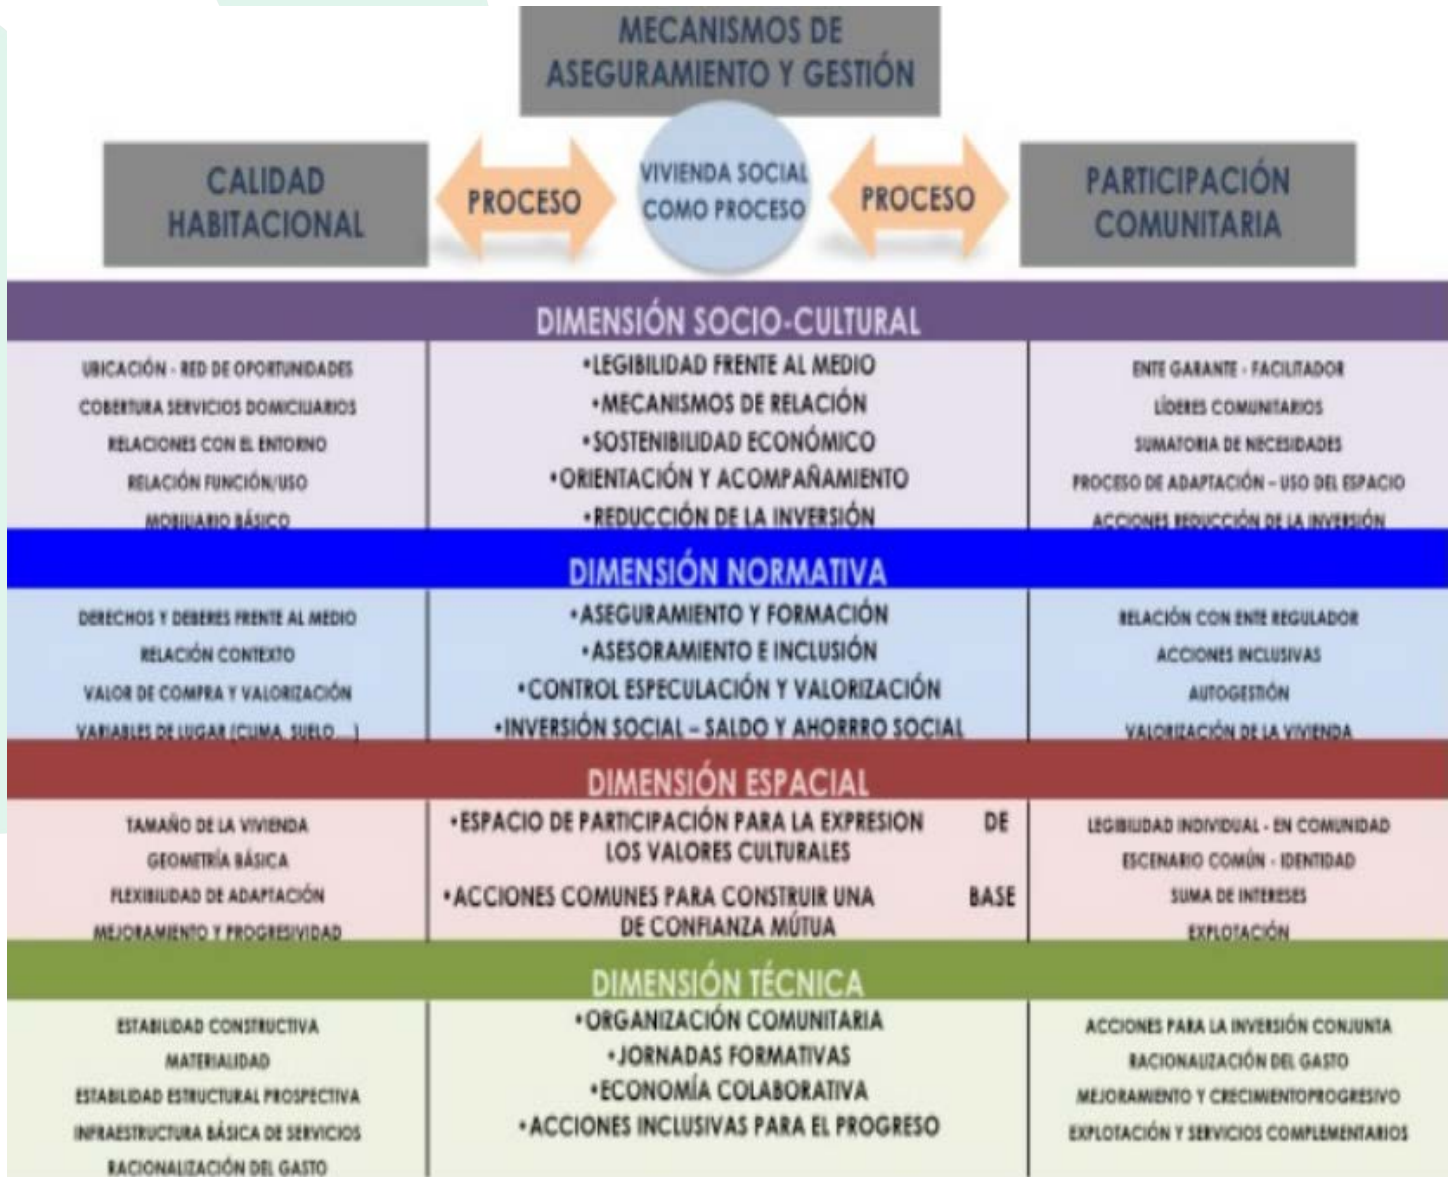 MECANISMOS DE
ASEGURAMIENTO Y GESTIÓN
CALIDAD
HABITACIONAL
PROCESO
VIVIENDA SOCIAL
COMO PROCESO
PROCESO
PARTICIPACIÓN
COMUNITARIA
DIMENSIÓN SOCIO-CULTURAL
UBICACIÓN - RED DE OPORTUNIDADES
COBERTURA SERVICIOS DOMICILIARIOS
RELACIONES CON EL ENTORNO
RELACIÓN FUNCIÓN/USO
MOBILIARIO BÁSICO
•LEGIBILIDAD FRENTE AL MEDIO
•MECANISMOS DE RELACIÓN
•SOSTENIBILIDAD ECONÓMICO
•ORIENTACIÓN Y ACOMPAÑAMIENTO
•REDUCCIÓN DE LA INVERSIÓN
ENTE GARANTE - FACILITADOR
LÍDERES COMUNITARIOS
SUMATORIA DE NECESIDADES
PROCESO DE ADAPTACIÓN – USO DEL ESPACIO
ACCIONES REDUCCIÓN DE LA INVERSIÓN
DIMENSIÓN NORMATIVA
DERECHOS Y DEBERES FRENTE AL MEDIO
RELACIÓN CONTEXTO
VALOR DE COMPRA Y VALORIZACIÓN
VARIABLES DE LUGAR (CLIMA, SUELO…)
•ASEGURAMIENTO Y FORMACIÓN
•ASESORAMIENTO E INCLUSIÓN
•CONTROL ESPECULACIÓN Y VALORIZACIÓN
•INVERSIÓN SOCIAL – SALDO Y AHORRRO SOCIAL
RELACIÓN CON ENTE REGULADOR
ACCIONES INCLUSIVAS
AUTOGESTIÓN
VALORIZACIÓN DE LA VIVIENDA
DIMENSIÓN ESPACIAL
TAMAÑO DE LA VIVIENDA
GEOMETRÍA BÁSICA
FLEXIBILIDAD DE ADAPTACIÓN
MEJORAMIENTO Y PROGRESIVIDAD
•ESPACIO DE PARTICIPACIÓN PARA LA EXPRESION DE
LOS VALORES CULTURALES
•ACCIONES COMUNES PARA CONSTRUIR UNA BASE
DE CONFIANZA MÚTUA
LEGIBILIDAD INDIVIDUAL - EN COMUNIDAD
ESCENARIO COMÚN - IDENTIDAD
SUMA DE INTERESES
EXPLOTACIÓN
DIMENSIÓN TÉCNICA
ESTABILIDAD CONSTRUCTIVA
MATERIALIDAD
ESTABILIDAD ESTRUCTURAL PROSPECTIVA
INFRAESTRUCTURA BÁSICA DE SERVICIOS
RACIONALIZACIÓN DEL GASTO
•ORGANIZACIÓN COMUNITARIA
•JORNADAS FORMATIVAS
•ECONOMÍA COLABORATIVA
•ACCIONES INCLUSIVAS PARA EL PROGRESO
ACCIONES PARA LA INVERSIÓN CONJUNTA
RACIONALIZACIÓN DEL GASTO
MEJORAMIENTO Y CRECIMIENTOPROGRESIVO
EXPLOTACIÓN Y SERVICIOS COMPLEMENTARIOS